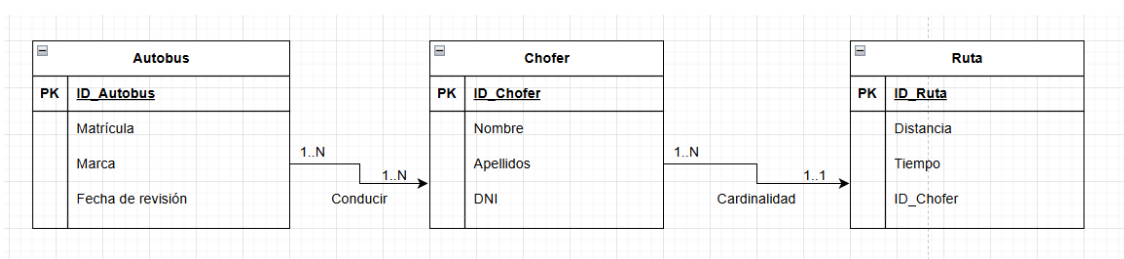 Autobus
PK ID_Autobus
Matrícula
Marca
Fecha de revisión
1..N
1..N
Conducir
Chofer
PK ID_Chofer
Nombre
Apellidos
DNI
1..N
1..1
Cardinalidad
Ruta
PK ID_Ruta
Distancia
Tiempo
ID_Chofer